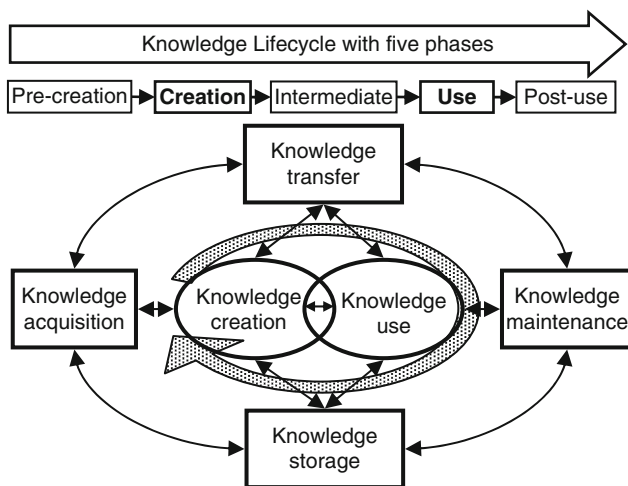 Knowledge Lifecycle with five phases
Pre-creation Creation Intermediate Use Post-use
Knowledge
transfer
Knowledge
acquisition
Knowledge
creation
Knowledge
use
Knowledge
maintenance
Knowledge
storage